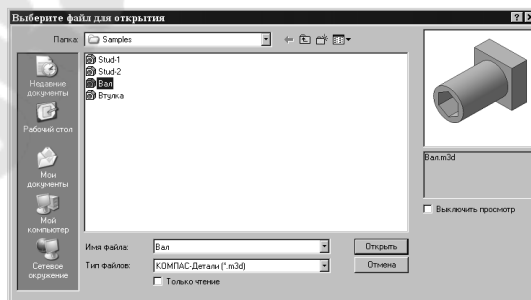 Выберите файл для открытия
Папка: Samples
Недавние документы
Рабочий стол
Мои документы
Мой компьютер
Сетевое окружение
Stud-1
Stud-2
Вал
Втулка
Вал.m3d
Выключить просмотр
Имя файла: Вал Открыть
Тип файлов: КОМПАС-Детали (*.m3d) Отмена
Только чтение